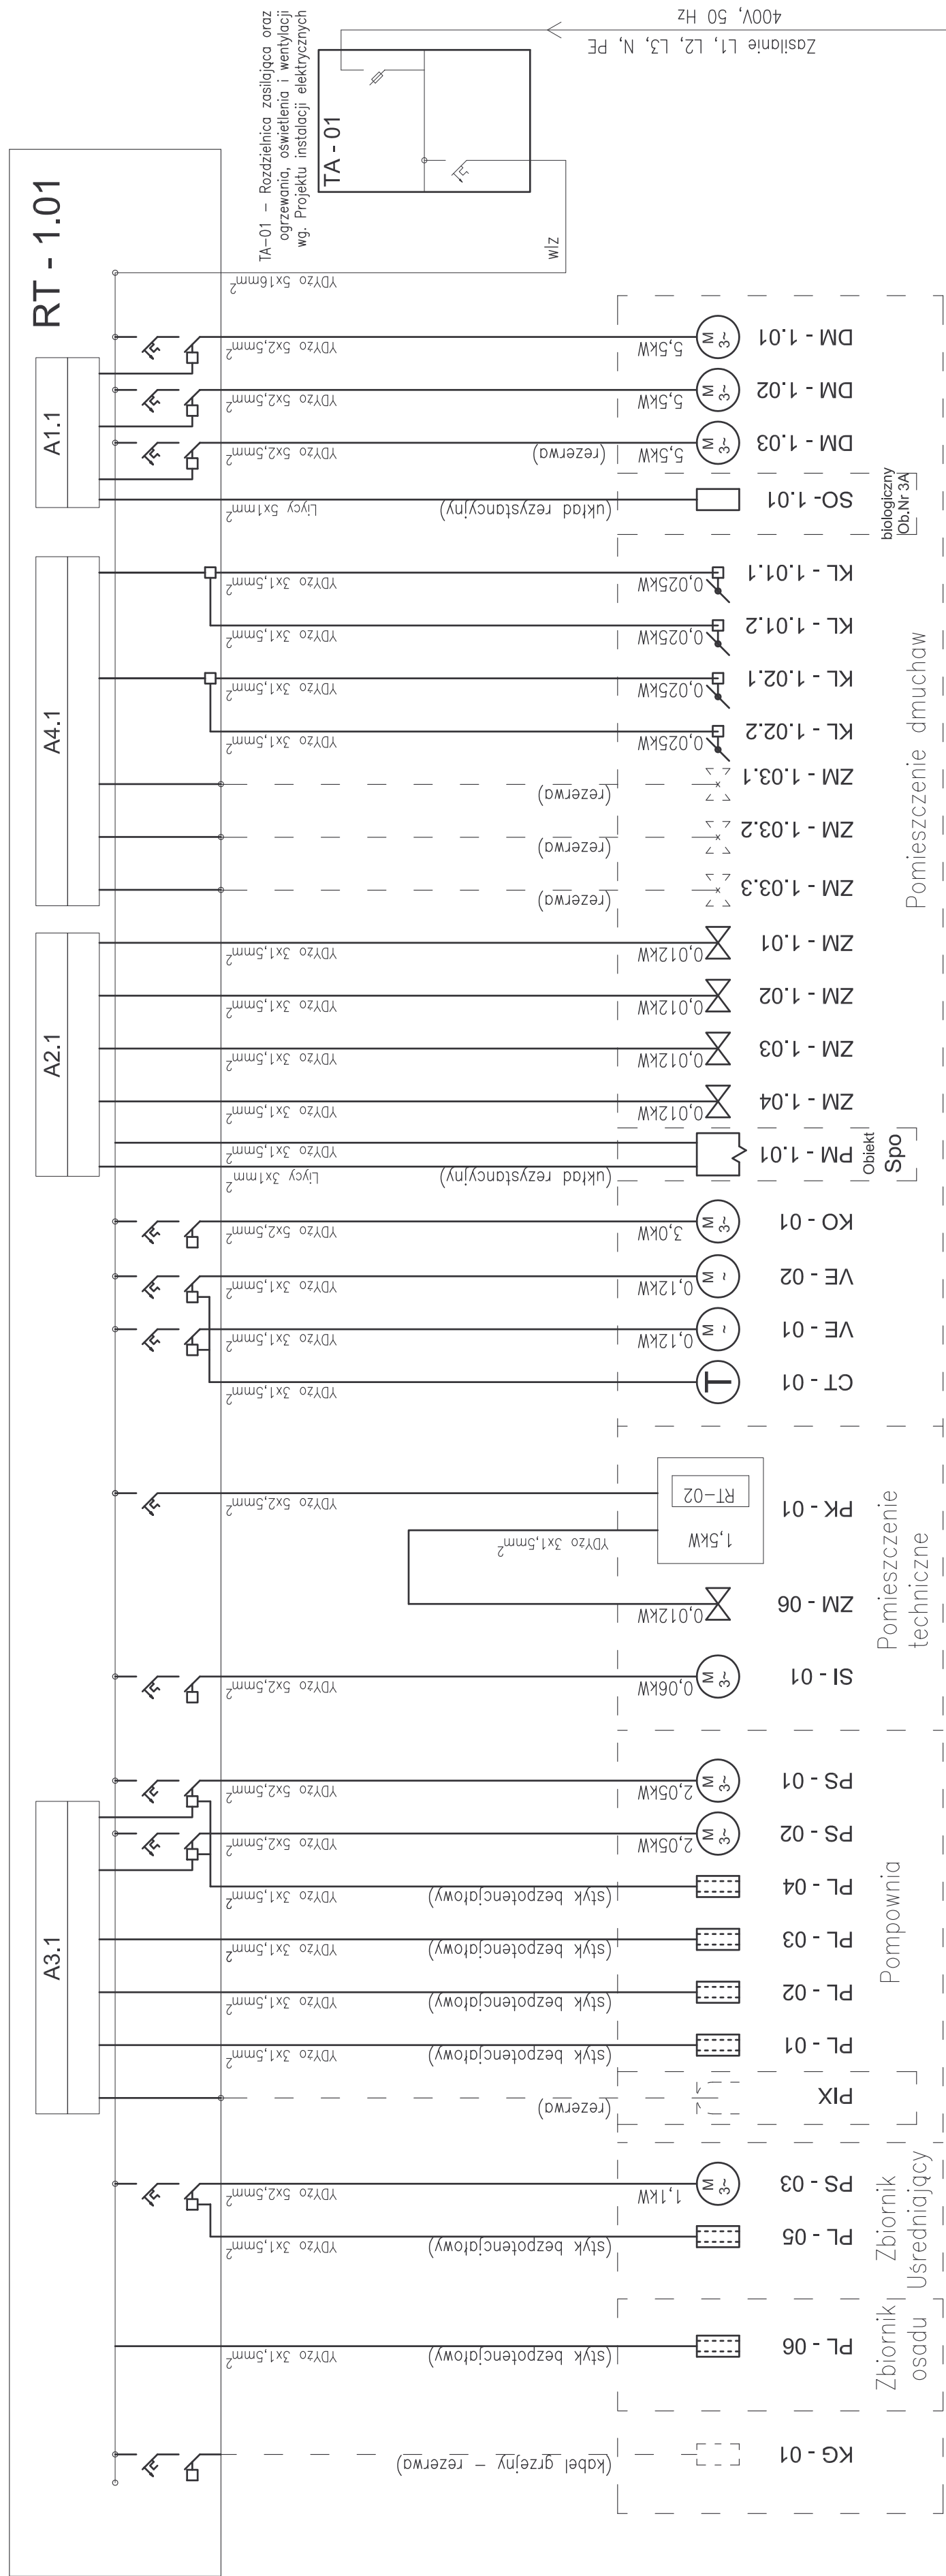 RT - 1.01
TA-01 - Rozdzielnica zasilająca oraz
ogrzewania, oświetlenia i wentylacji
wg. Projektu instalacji elektrycznych
TA - 01
Zasilanie L1, L2, L3, N, PE
400V, 50 Hz
wlz
YDYżo 5x16mm²
A1.1
YDYżo 5x2,5mm²
5,5kW
M
3~
DM - 1.01
YDYżo 5x2,5mm²
5,5kW
M
3~
DM - 1.02
YDYżo 5x2,5mm²
(rezerwa)
5,5kW
M
3~
DM - 1.03
Liycy 5x1mm²
(układ rezystancyjny)
SO- 1.01
biologiczny
Ob.Nr 3A
A4.1
YDYżo 3x1,5mm²
0,025kW
KL - 1.01.1
YDYżo 3x1,5mm²
0,025kW
KL - 1.01.2
YDYżo 3x1,5mm²
0,025kW
KL - 1.02.1
YDYżo 3x1,5mm²
0,025kW
KL - 1.02.2
(rezerwa)
ZM - 1.03.1
(rezerwa)
ZM - 1.03.2
(rezerwa)
ZM - 1.03.3
Pomieszczenie dmuchaw
A2.1
YDYżo 3x1,5mm²
0,012kW
ZM - 1.01
YDYżo 3x1,5mm²
0,012kW
ZM - 1.02
YDYżo 3x1,5mm²
0,012kW
ZM - 1.03
YDYżo 3x1,5mm²
0,012kW
ZM - 1.04
YDYżo 3x1,5mm²
Liycy 3x1mm²
(układ rezystancyjny)
PM - 1.01
Obiekt
Spo
YDYżo 5x2,5mm²
3,0kW
M
3~
KO - 01
YDYżo 3x1,5mm²
0,12kW
M
~
VE - 02
YDYżo 3x1,5mm²
0,12kW
M
~
VE - 01
YDYżo 3x1,5mm²
T
CT - 01
YDYżo 5x2,5mm²
RT-02
1,5kW
PK - 01
YDYżo 3x1,5mm²
0,012kW
ZM - 06
Pomieszczenie
techniczne
YDYżo 5x2,5mm²
0,06kW
M
3~
SI - 01
A3.1
YDYżo 5x2,5mm²
2,05kW
M
3~
PS - 01
YDYżo 5x2,5mm²
2,05kW
M
3~
PS - 02
YDYżo 3x1,5mm²
(styk bezpotencjałowy)
PL - 04
YDYżo 3x1,5mm²
(styk bezpotencjałowy)
PL - 03
YDYżo 3x1,5mm²
(styk bezpotencjałowy)
PL - 02
YDYżo 3x1,5mm²
(styk bezpotencjałowy)
PL - 01
Pompownia
(rezerwa)
PIX
YDYżo 5x2,5mm²
1,1kW
M
3~
PS - 03
YDYżo 3x1,5mm²
(styk bezpotencjałowy)
PL - 05
Zbiornik
Uśredniający
YDYżo 3x1,5mm²
(styk bezpotencjałowy)
PL - 06
Zbiornik
osadu
(kabel grzejny - rezerwa)
KG - 01